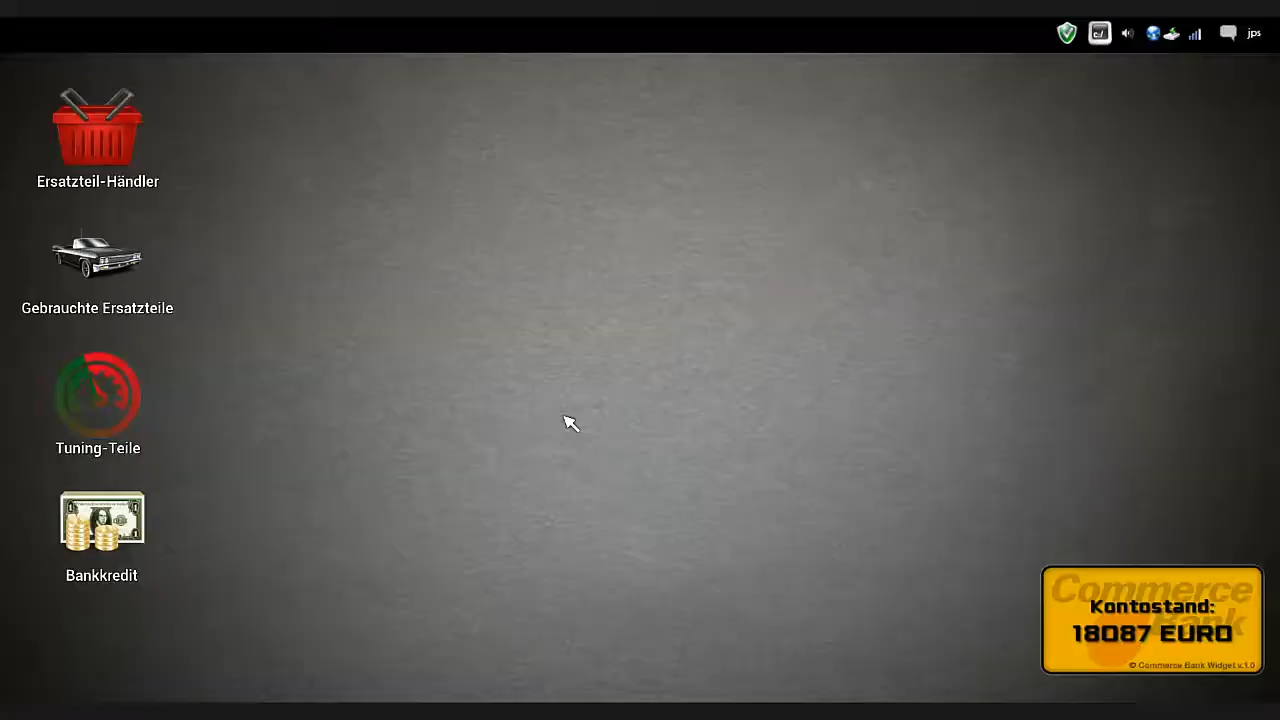 jps
Ersatzteil-Händler
Gebrauchte Ersatzteile
Tuning-Teile
Bankkredit
Commerce
Bank
Kontostand:
18087 EURO
© Commerce Bank Widget v.1.0